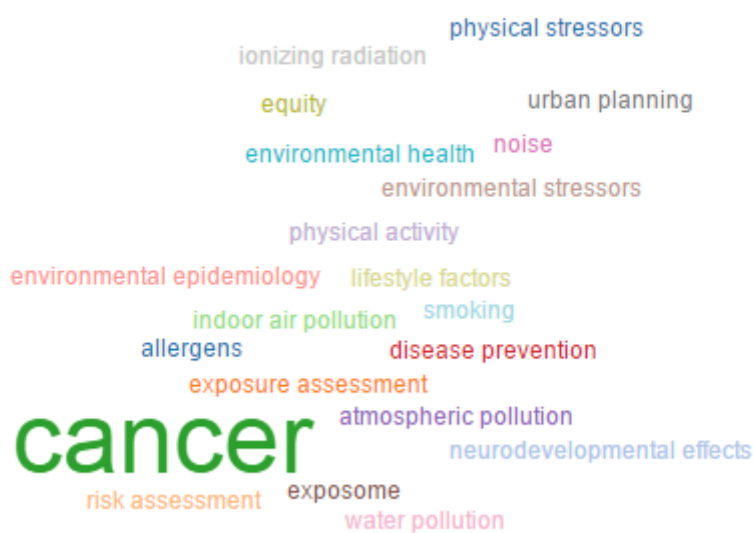 physical stressors
ionizing radiation
equity
urban planning
noise
environmental health
environmental stressors
physical activity
environmental epidemiology
lifestyle factors
smoking
indoor air pollution
allergens
disease prevention
exposure assessment
cancer
atmospheric pollution
neurodevelopmental effects
risk assessment
exposome
water pollution